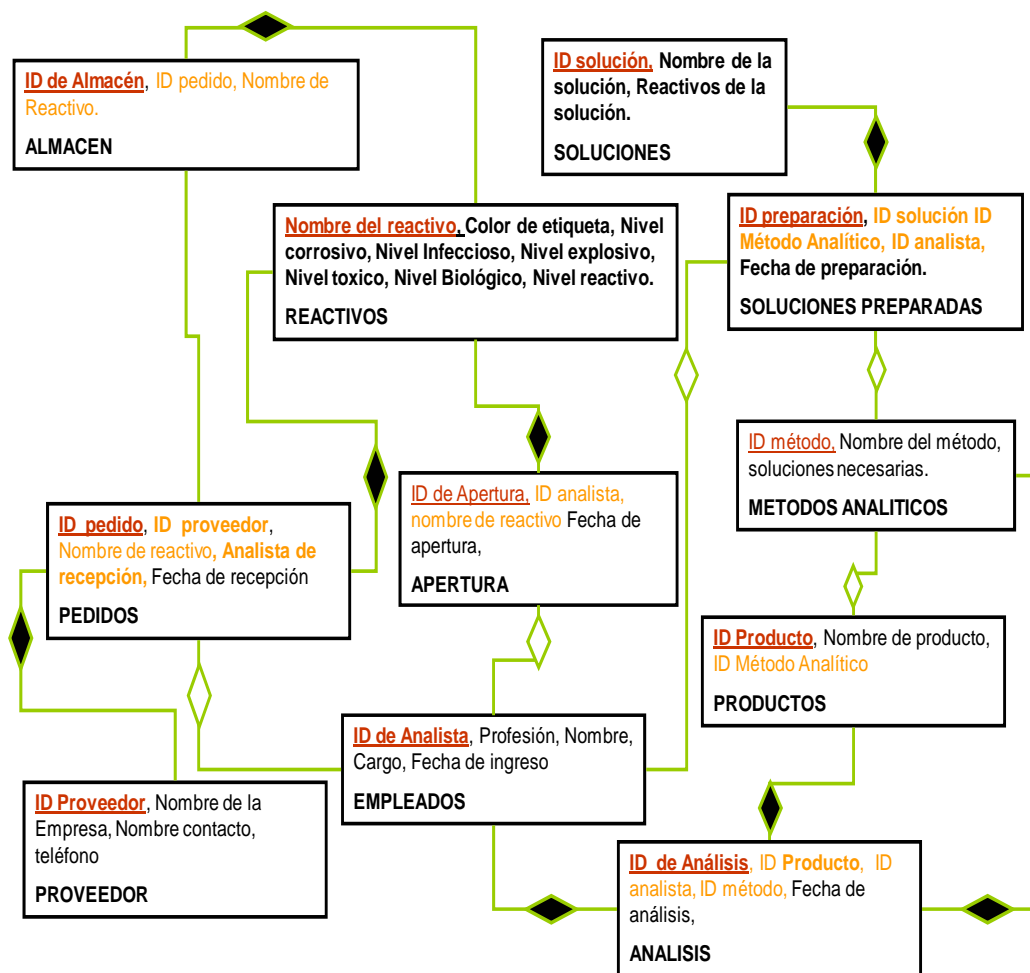 ID de Almacén, ID pedido, Nombre de
Reactivo.
ALMACEN
ID solución, Nombre de la
solución, Reactivos de la
solución.
SOLUCIONES
Nombre del reactivo, Color de etiqueta, Nivel
corrosivo, Nivel Infeccioso, Nivel explosivo,
Nivel toxico, Nivel Biológico, Nivel reactivo.
REACTIVOS
ID preparación, ID solución ID
Método Analítico, ID analista,
Fecha de preparación.
SOLUCIONES PREPARADAS
ID método, Nombre del método,
soluciones necesarias.
METODOS ANALITICOS
ID de Apertura, ID analista,
nombre de reactivo Fecha de
apertura,
APERTURA
ID pedido, ID proveedor,
Nombre de reactivo, Analista de
recepción, Fecha de recepción
PEDIDOS
ID Producto, Nombre de producto,
ID Método Analítico
PRODUCTOS
ID de Analista, Profesión, Nombre,
Cargo, Fecha de ingreso
EMPLEADOS
ID Proveedor, Nombre de la
Empresa, Nombre contacto,
teléfono
PROVEEDOR
ID de Análisis, ID Producto, ID
analista, ID método, Fecha de
análisis,
ANALISIS